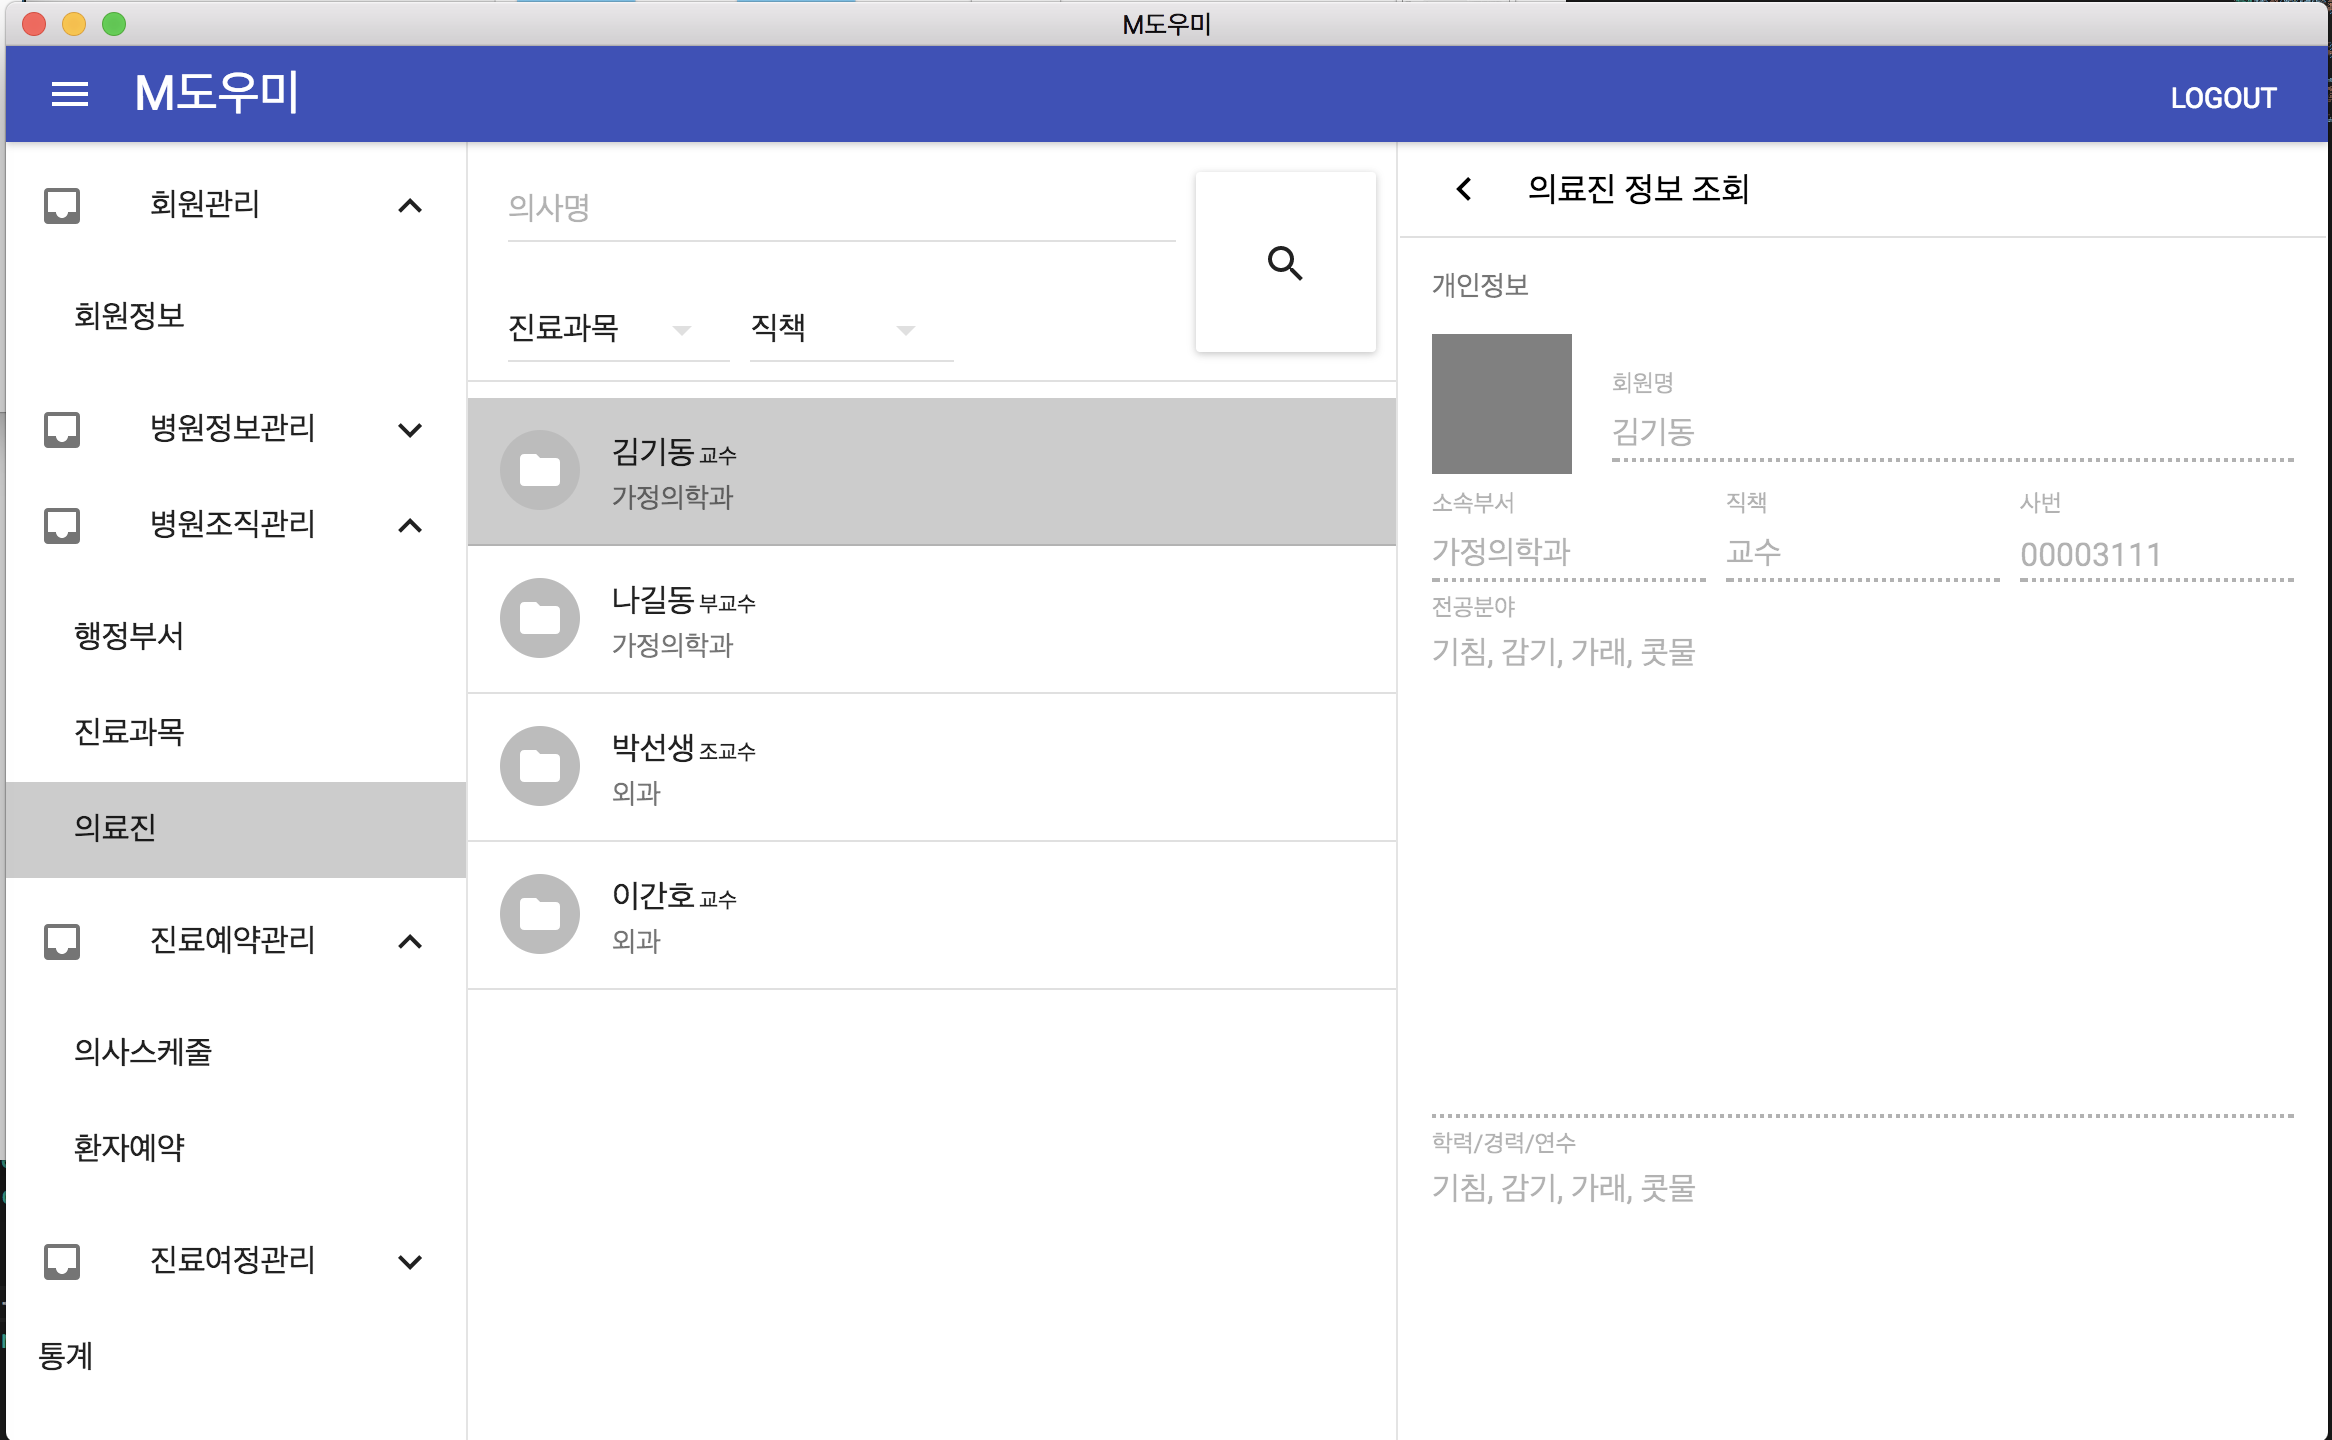 M도우미
M도우미
LOGOUT
회원관리
회원정보
병원정보관리
병원조직관리
행정부서
진료과목
의료진
진료예약관리
의사스케줄
환자예약
진료여정관리
통계
의사명
진료과목 직책
김기동 교수
가정의학과
나길동 부교수
가정의학과
박선생 조교수
외과
이간호 교수
외과
의료진 정보 조회
개인정보
회원명
김기동
소속부서 직책 사번
가정의학과 교수 00003111
전공분야
기침, 감기, 가래, 콧물
학력/경력/연수
기침, 감기, 가래, 콧물